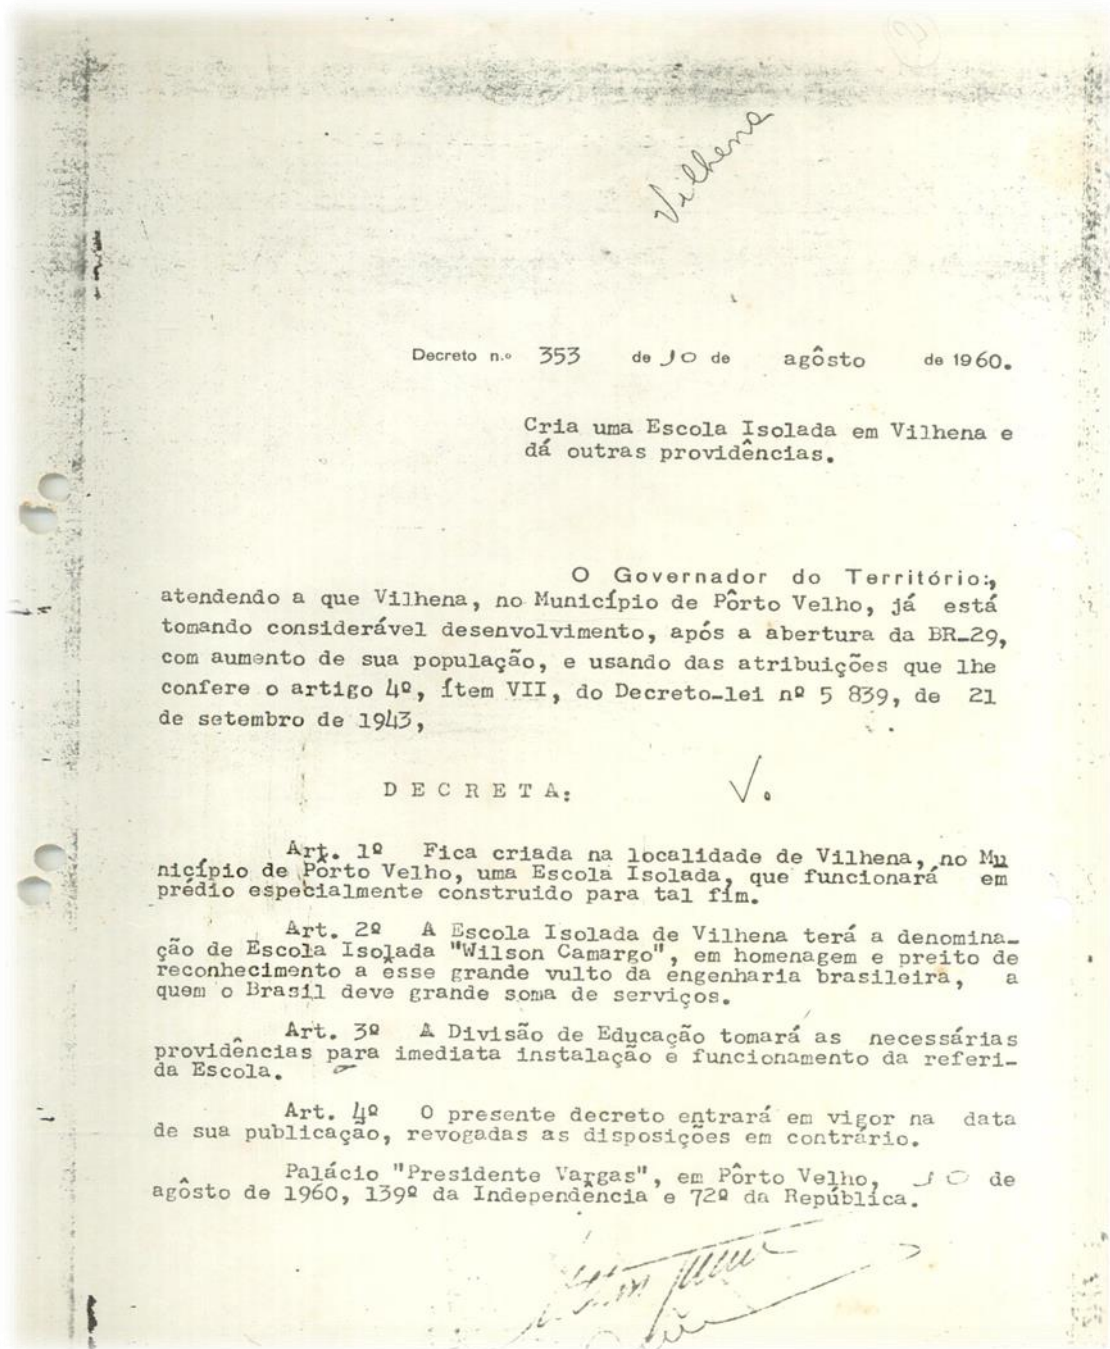 Vilhena
Decreto n.º 353 de 10 de agôsto de 1960.
Cria uma Escola Isolada em Vilhena e
dá outras providências.
O Governador do Território:,
atendendo a que Vilhena, no Município de Pôrto Velho, já está
tomando considerável desenvolvimento, após a abertura da BR-29,
com aumento de sua população, e usando das atribuições que lhe
confere o artigo 4º, ítem VII, do Decreto-lei nº 5 839, de 21
de setembro de 1943,
D E C R E T A:
V.
Art. 1º Fica criada na localidade de Vilhena, no Mu
nicípio de Pôrto Velho, uma Escola Isolada, que funcionará em
prédio especialmente construido para tal fim.
Art. 2º A Escola Isolada de Vilhena terá a denomina-
ção de Escola Isolada "Wilson Camargo", em homenagem e preito de
reconhecimento a esse grande vulto da engenharia brasileira, a
quem o Brasil deve grande soma de serviços.
Art. 3º A Divisão de Educação tomará as necessárias
providências para imediata instalação e funcionamento da referi-
da Escola.
Art. 4º O presente decreto entrará em vigor na data
de sua publicação, revogadas as disposições em contrário.
Palácio "Presidente Vargas", em Pôrto Velho, 10 de
agôsto de 1960, 139º da Independência e 72º da República.